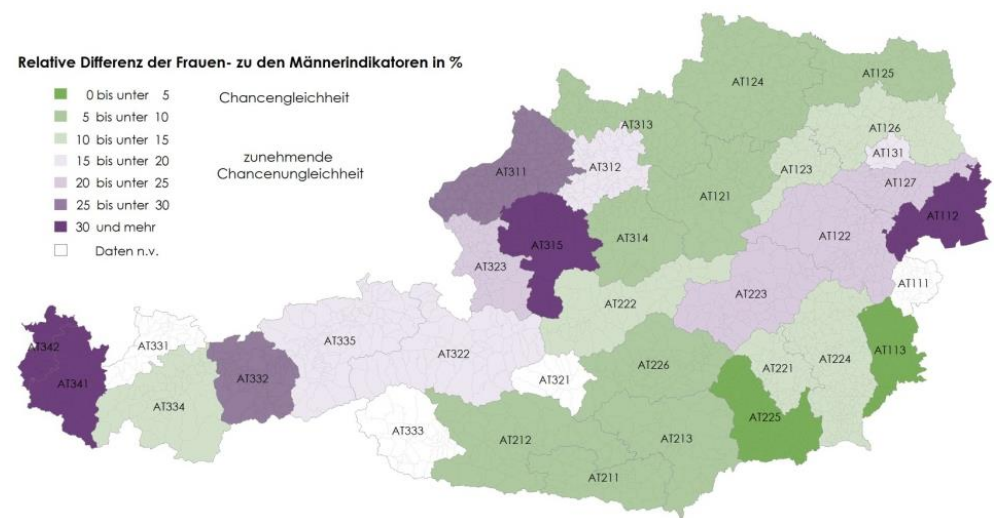 Relative Differenz der Frauen- zu den Männerindikatoren in %
0 bis unter 5 Chancengleichheit
5 bis unter 10
10 bis unter 15
15 bis unter 20 zunehmende
20 bis unter 25 Chancenungleichheit
25 bis unter 30
30 und mehr
Daten n.v.
AT124
AT125
AT313
AT126
AT312
AT131
AT311
AT123
AT127
AT121
AT112
AT315
AT314
AT122
AT323
AT111
AT222
AT223
AT335
AT342
AT331
AT322
AT224
AT113
AT332
AT321
AT226
AT221
AT341
AT334
AT225
AT333
AT212
AT213
AT211